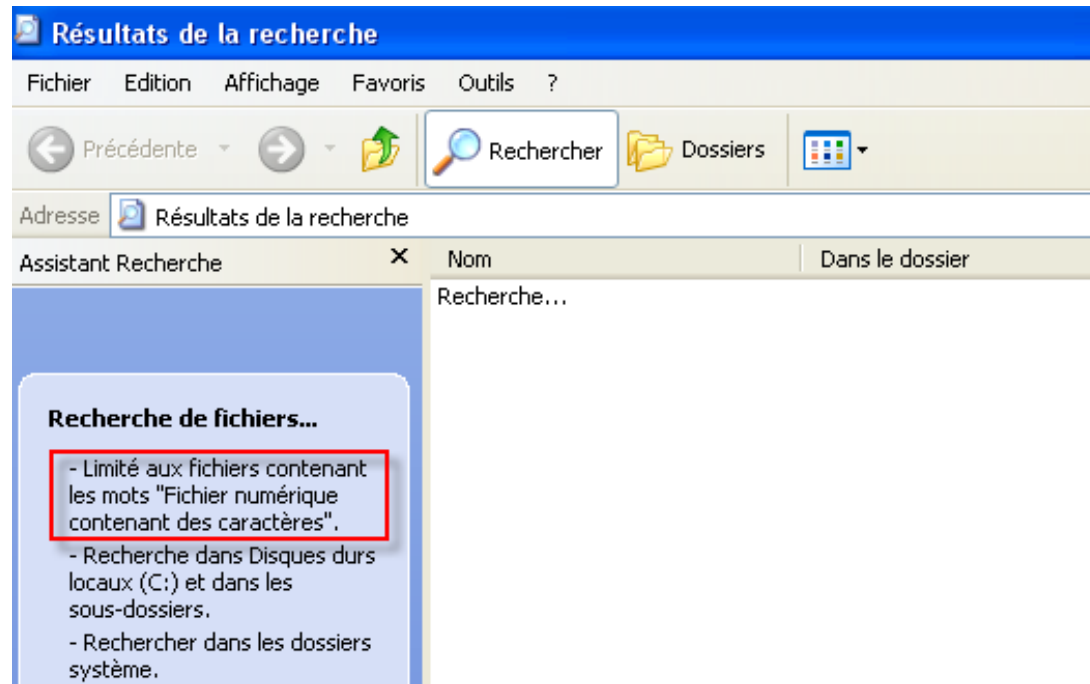 Résultats de la recherche
Fichier Edition Affichage Favoris Outils ?
Précédente Rechercher Dossiers
Adresse Résultats de la recherche
Assistant Recherche × Nom Dans le dossier
Recherche...
Recherche de fichiers...
- Limité aux fichiers contenant
les mots "Fichier numérique
contenant des caractères".
- Recherche dans Disques durs
locaux (C:) et dans les
sous-dossiers.
- Rechercher dans les dossiers
système.